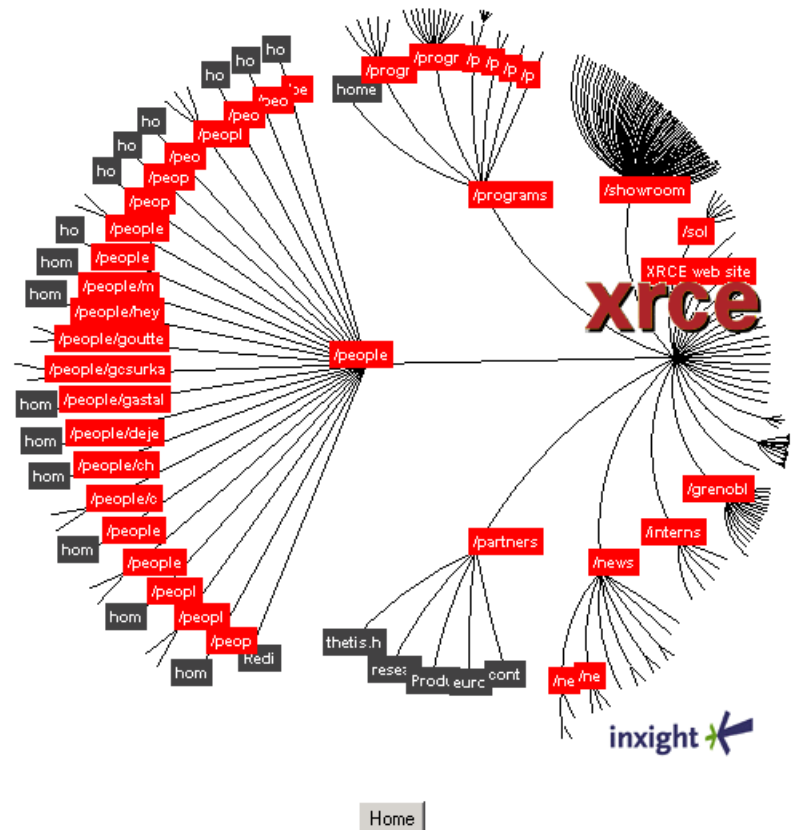 ho
ho
ho
/peo
/peo
/peopl
ho
ho
ho
/peo
/peop
/peop
/people
ho
hom
/people
hom
/people/m
/people/hey
/people/goutte
/people/gcsurka
hom
/people/gastal
hom
/people/deje
hom
/people/ch
/people/c
/people
hom
/people
/peopl
hom
/peopl
/peop
Redi
hom
/people
home
/progr
/progr
/p
/p
/p
/p
/programs
/showroom
/sol
XRCE web site
xrce
/grenobl
/interns
/news
/ne
/ne
/partners
thetis.h
resea
Produ
eurc
cont
inxight
Home